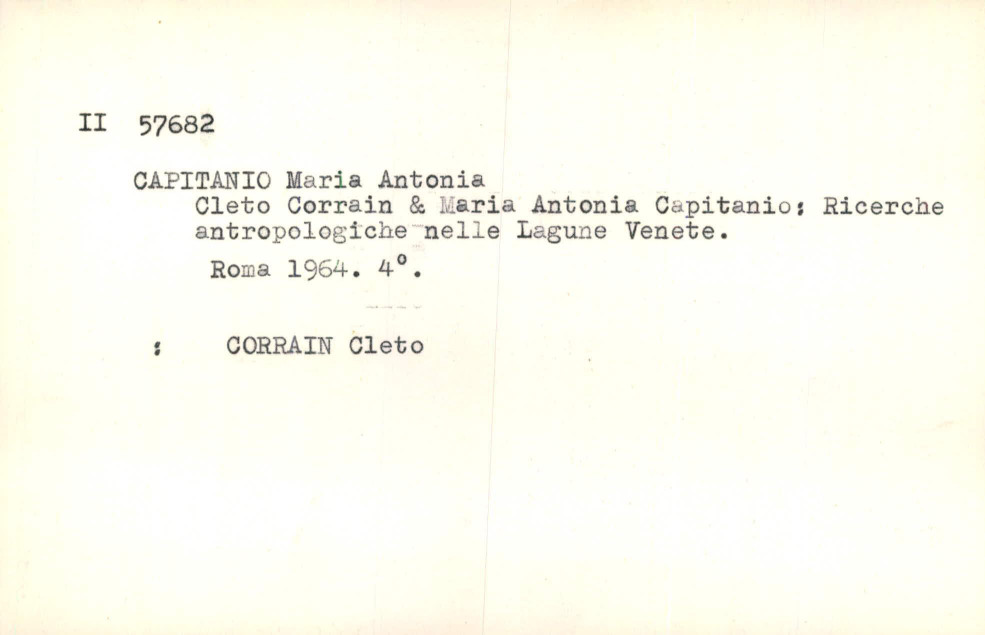 II 57682
CAPITANIO Maria Antonia
Cleto Corrain & Maria Antonia Capitanio: Ricerche
antropologiche nelle Lagune Venete.
Roma 1964. 4°.
: CORRAIN Cleto